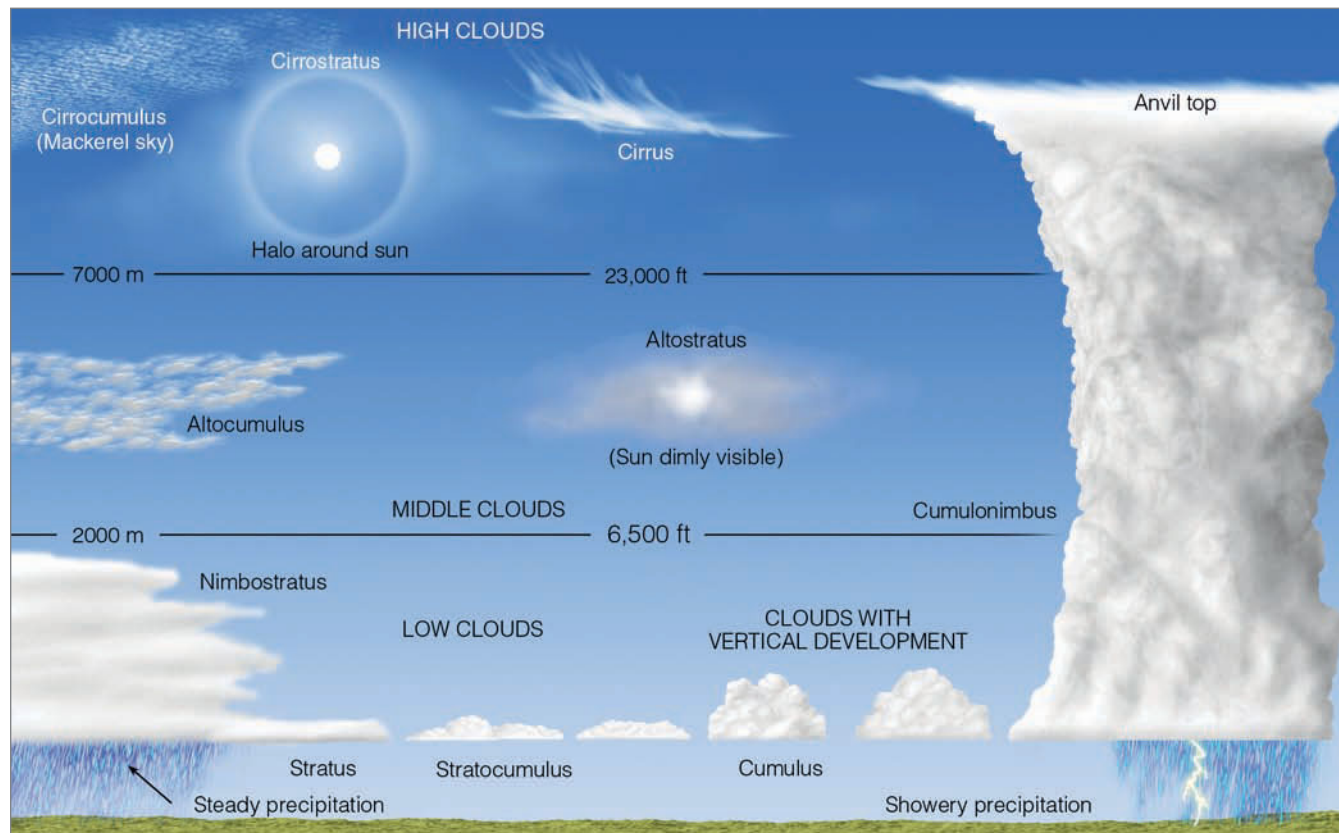 HIGH CLOUDS
Cirrostratus
Cirrocumulus
(Mackerel sky)
Cirrus
Anvil top
Halo around sun
7000 m
23,000 ft
Altostratus
Altocumulus
(Sun dimly visible)
MIDDLE CLOUDS
Cumulonimbus
2000 m
6,500 ft
Nimbostratus
LOW CLOUDS
CLOUDS WITH
VERTICAL DEVELOPMENT
Stratus
Stratocumulus
Cumulus
Steady precipitation
Showery precipitation